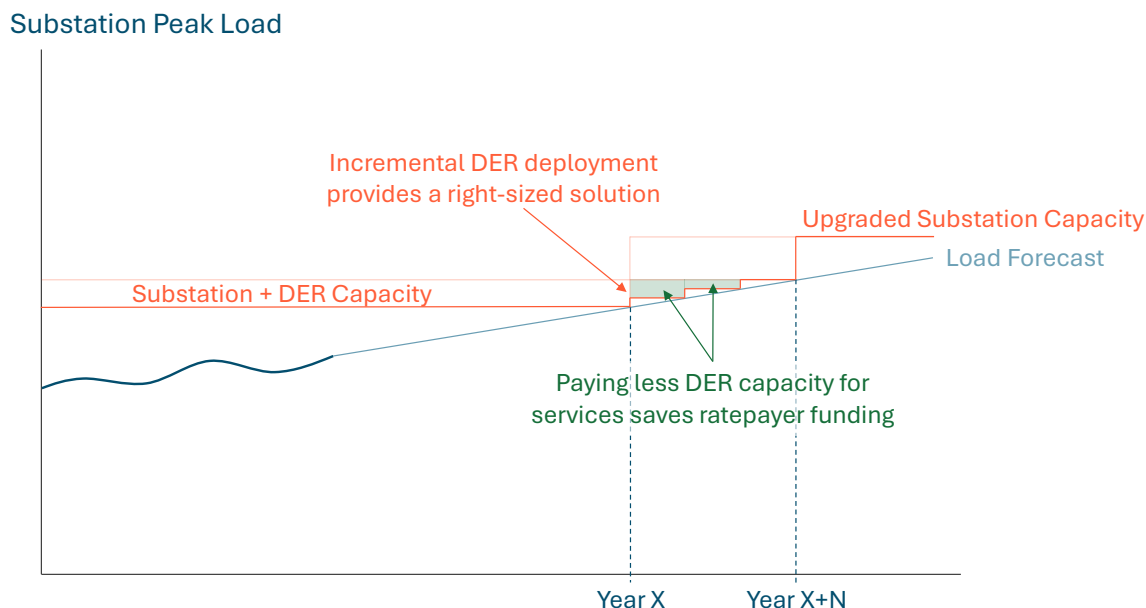 Substation Peak Load
Incremental DER deployment
provides a right-sized solution
Upgraded Substation Capacity
Load Forecast
Substation + DER Capacity
Paying less DER capacity for
services saves ratepayer funding
Year X
Year X+N